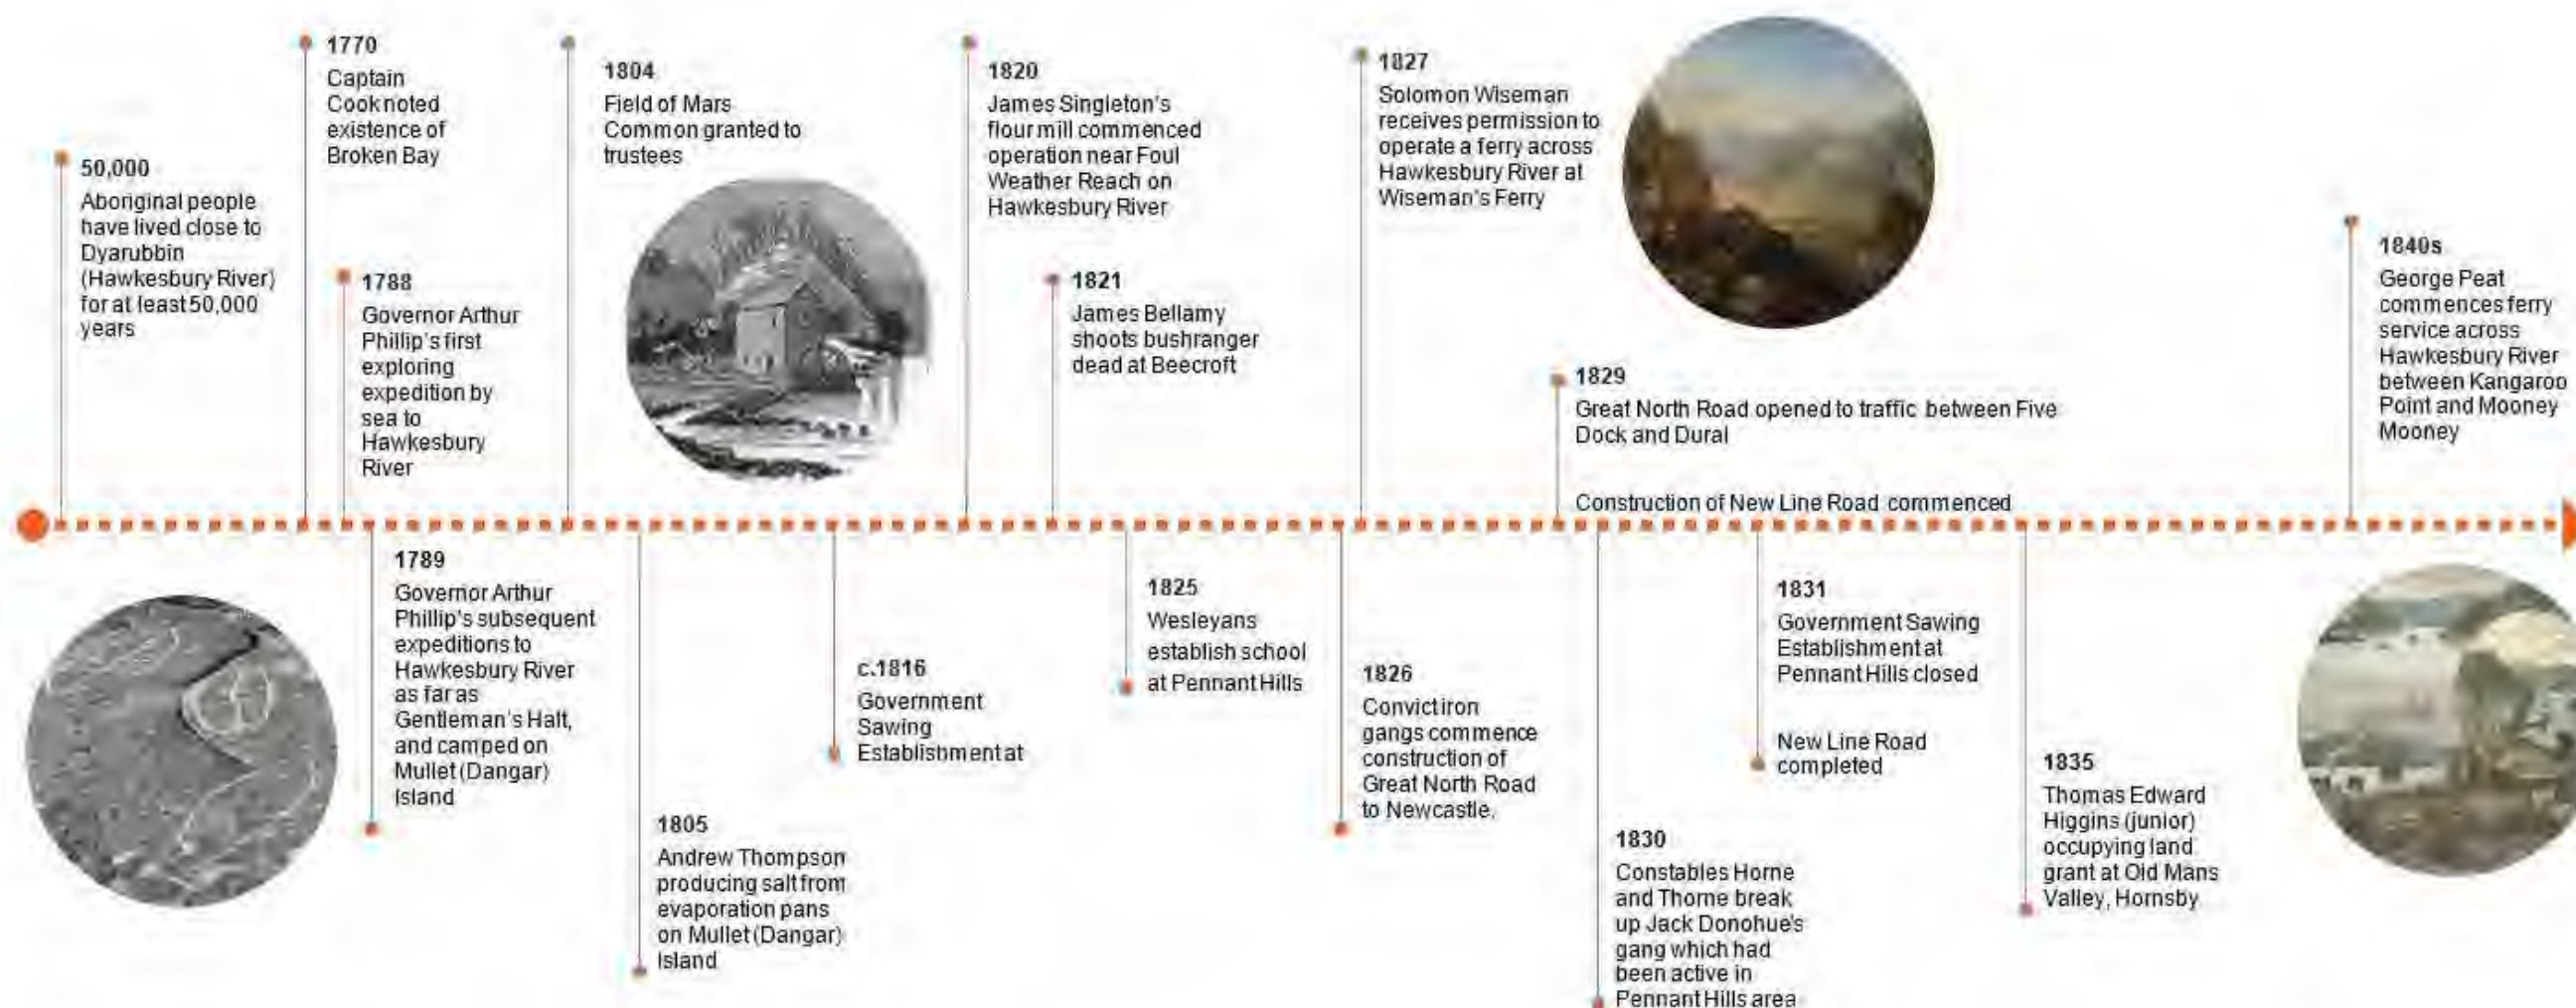 50,000
Aboriginal people
have lived close to
Dyarubbin
(Hawkesbury River)
for at least 50,000
years
1770
Captain
Cook noted
existence of
Broken Bay
1788
Governor Arthur
Phillip's first
exploring
expedition by
sea to
Hawkesbury
River
1789
Governor Arthur
Phillip's subsequent
expeditions to
Hawkesbury River
as far as
Gentleman's Halt,
and camped on
Mullet (Dangar)
Island
1804
Field of Mars
Common granted to
trustees
1805
Andrew Thompson
producing salt from
evaporation pans
on Mullet (Dangar)
Island
c.1816
Government
Sawing
Establishment at
1820
James Singleton's
flour mill commenced
operation near Foul
Weather Reach on
Hawkesbury River
1821
James Bellamy
shoots bushranger
dead at Beecroft
1825
Wesleyans
establish school
at Pennant Hills
1826
Convict iron
gangs commence
construction of
Great North Road
to Newcastle.
1827
Solomon Wiseman
receives permission to
operate a ferry across
Hawkesbury River at
Wiseman's Ferry
1829
Great North Road opened to traffic between Five
Dock and Dural
Construction of New Line Road commenced
1830
Constables Horne
and Thorne break
up Jack Donohue's
gang which had
been active in
Pennant Hills area
1831
Government Sawing
Establishment at
Pennant Hills closed
New Line Road
completed
1835
Thomas Edward
Higgins (junior)
occupying land
grant at Old Mans
Valley, Hornsby
1840s
George Peat
commences ferry
service across
Hawkesbury River
between Kangaroo
Point and Mooney
Mooney